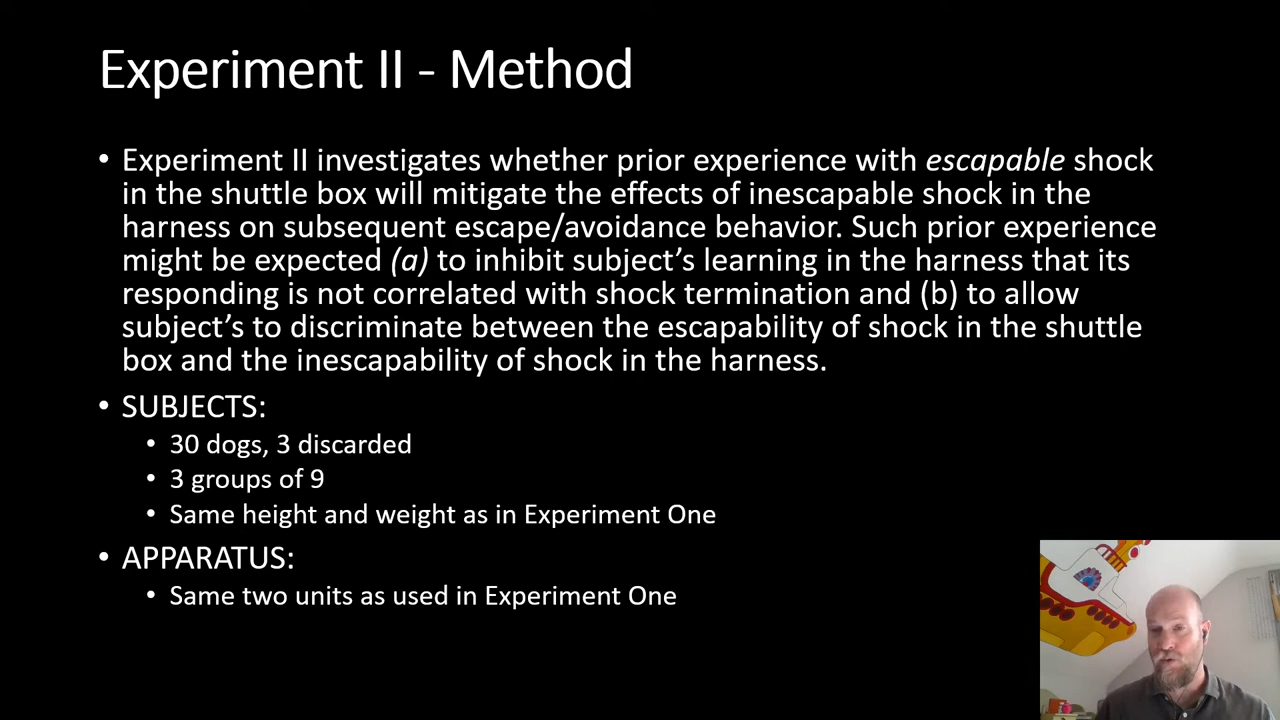 Experiment II - Method
• Experiment II investigates whether prior experience with escapable shock
in the shuttle box will mitigate the effects of inescapable shock in the
harness on subsequent escape/avoidance behavior. Such prior experience
might be expected (a) to inhibit subject's learning in the harness that its
responding is not correlated with shock termination and (b) to allow
subject's to discriminate between the escapability of shock in the shuttle
box and the inescapability of shock in the harness.
• SUBJECTS:
• 30 dogs, 3 discarded
• 3 groups of 9
• Same height and weight as in Experiment One
• APPARATUS:
• Same two units as used in Experiment One